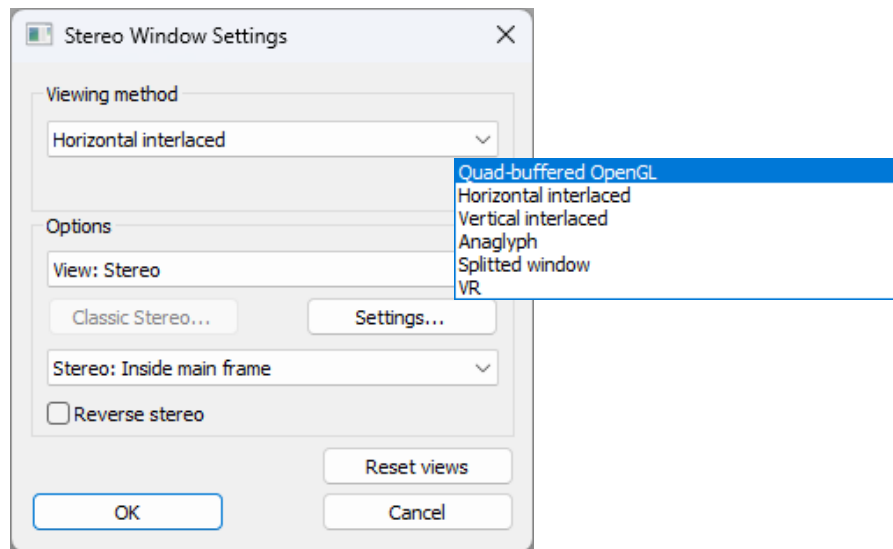 Stereo Window Settings
Viewing method
Horizontal interlaced
Quad-buffered OpenGL
Horizontal interlaced
Vertical interlaced
Anaglyph
Splitted window
VR
Options
View: Stereo
Classic Stereo...
Settings...
Stereo: Inside main frame
Reverse stereo
Reset views
OK
Cancel